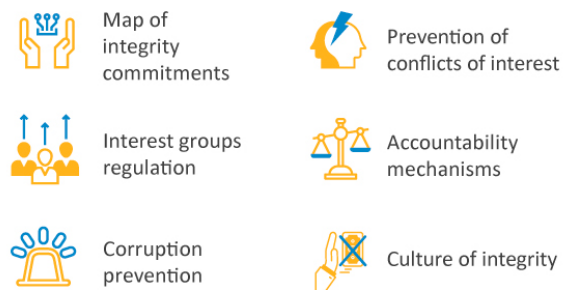 Map of
integrity
commitments
Prevention of
conflicts of interest
Interest groups
regulation
Accountability
mechanisms
Corruption
prevention
Culture of integrity